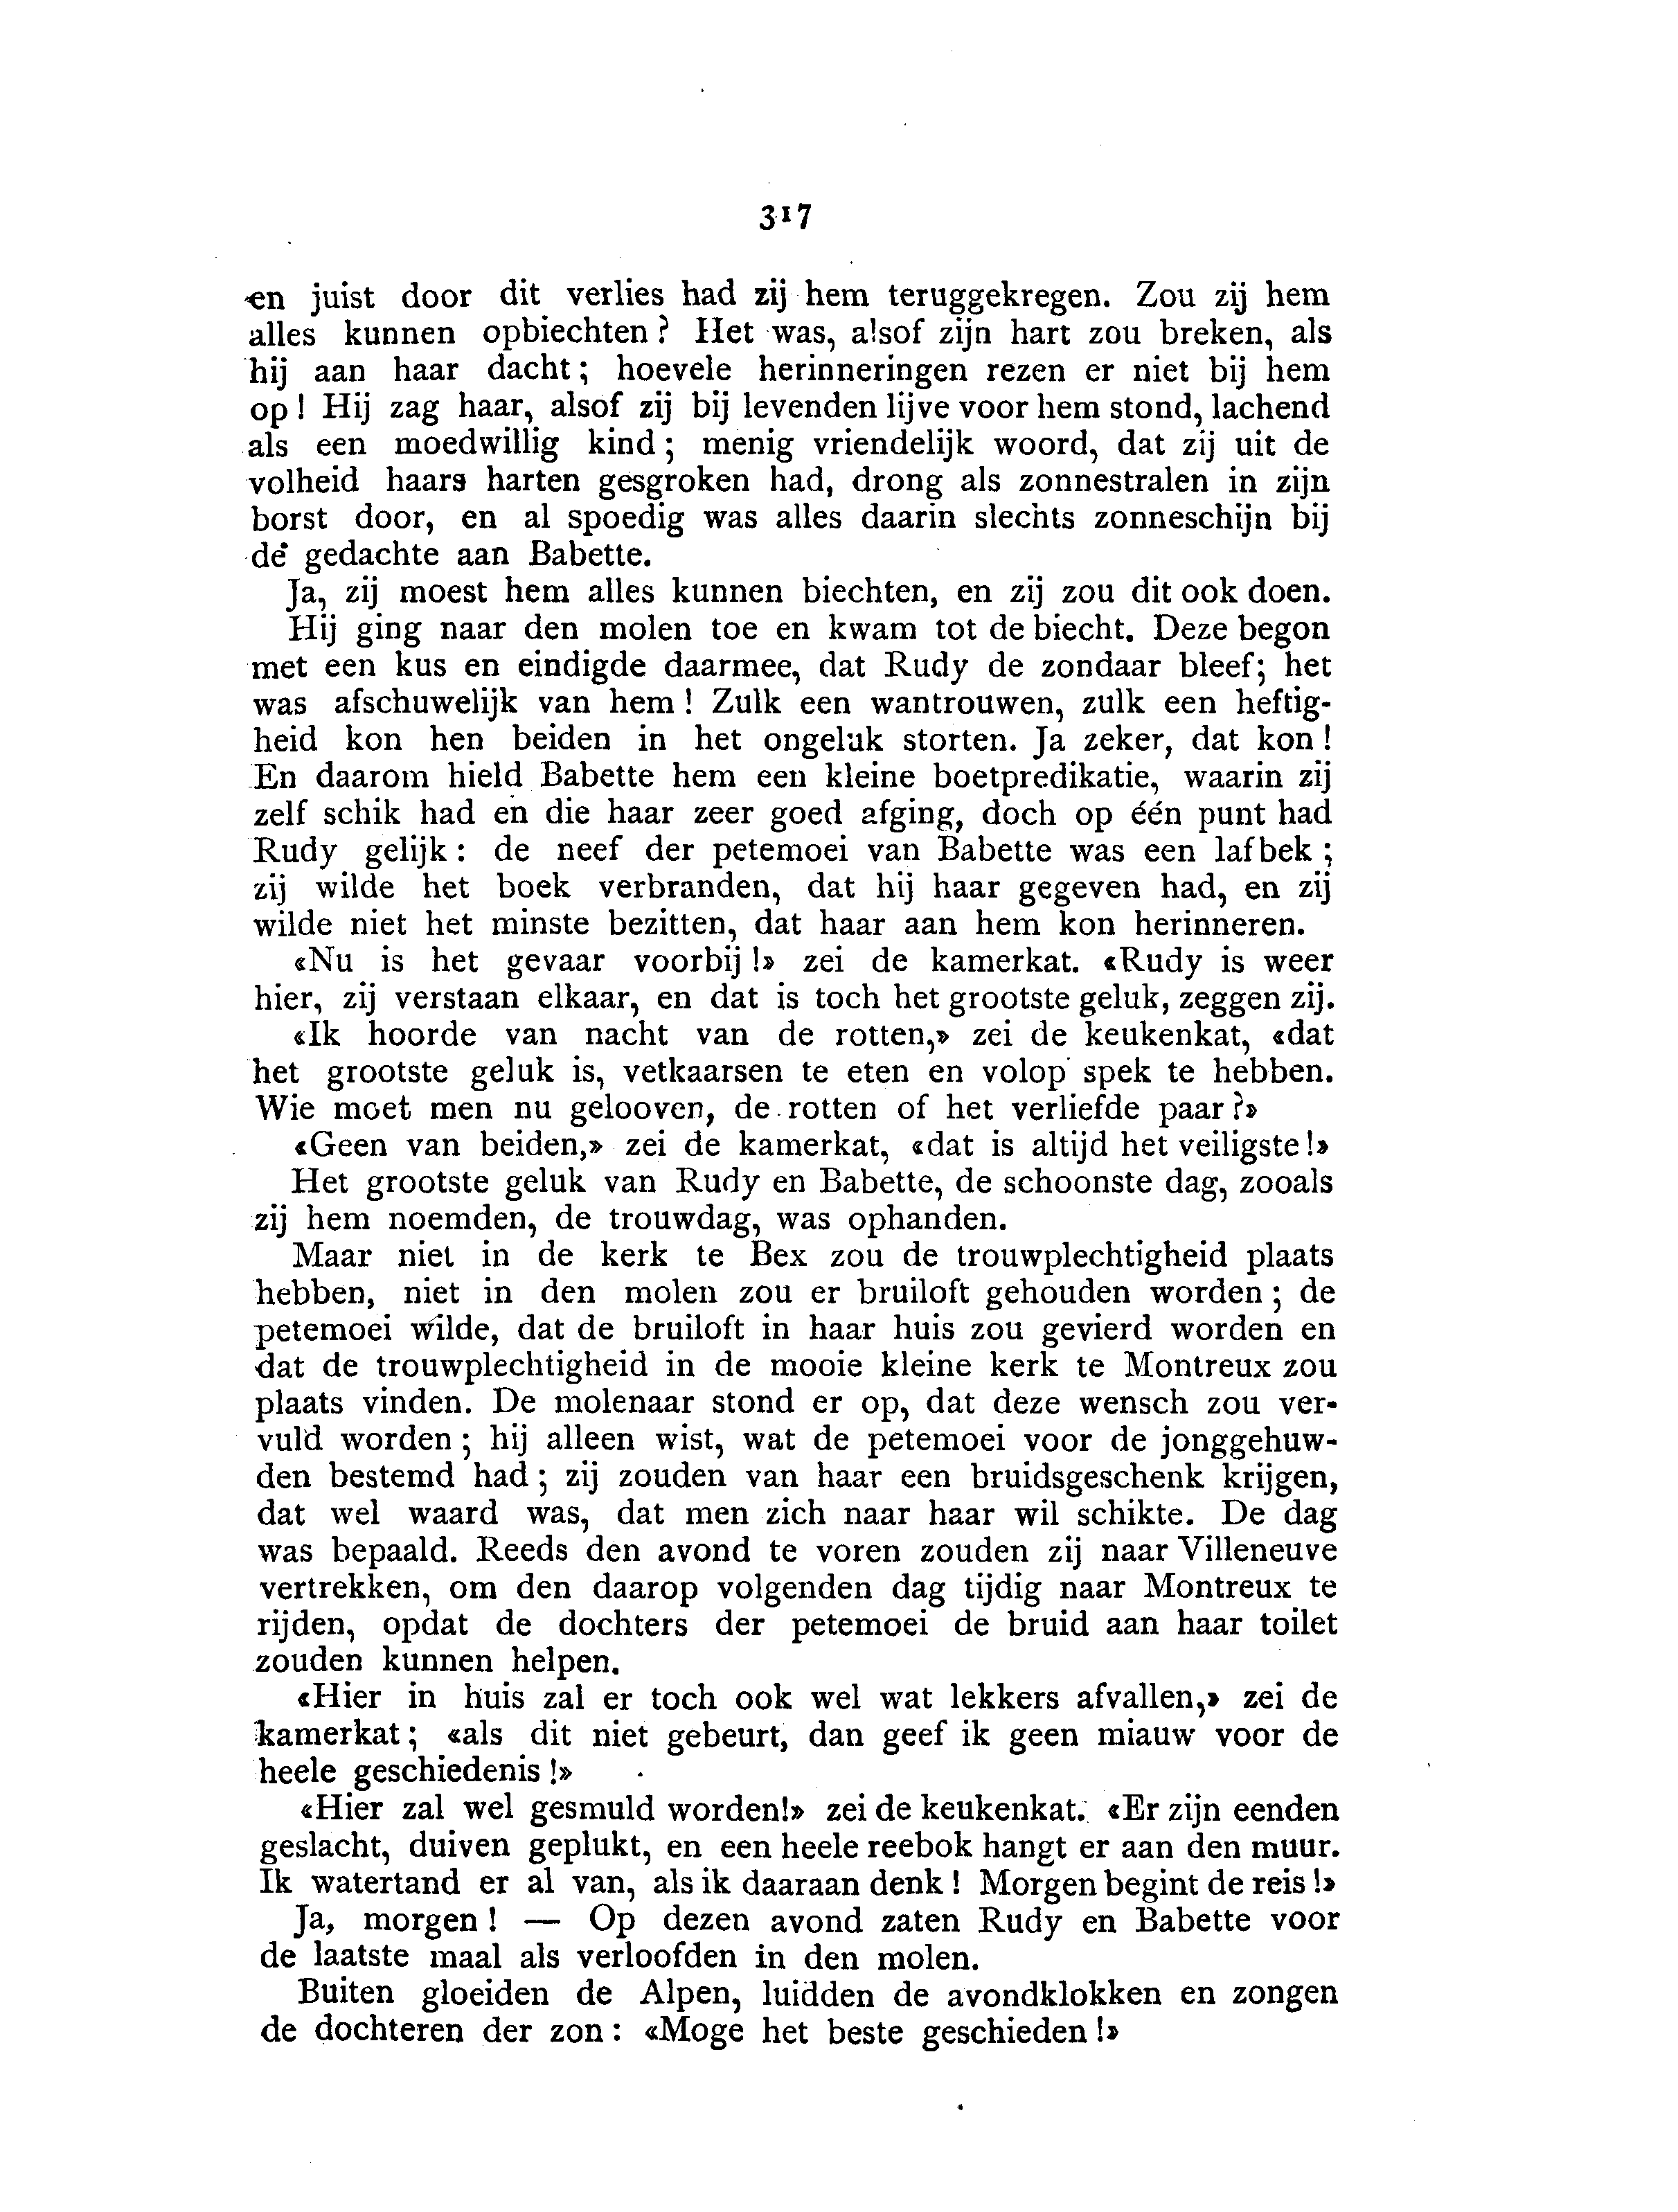 317
en juist door dit verlies had zij hem teruggekregen. Zou zij hem
alles kunnen opbiechten? Het was, alsof zijn hart zou breken, als
hij aan haar dacht; hoevele herinneringen rezen er niet bij hem
op! Hij zag haar, alsof zij bij levenden lijve voor hem stond, lachend
als een moedwillig kind; menig vriendelijk woord, dat zij uit de
volheid haars harten gesgroken had, drong als zonnestralen in zijn
borst door, en al spoedig was alles daarin slechts zonneschijn bij
de gedachte aan Babette.
Ja, zij moest hem alles kunnen biechten, en zij zou dit ook doen.
Hij ging naar den molen toe en kwam tot de biecht. Deze begon
met een kus en eindigde daarmee, dat Rudy de zondaar bleef; het
was afschuwelijk van hem! Zulk een wantrouwen, zulk een heftig-
heid kon hen beiden in het ongeluk storten. Ja zeker, dat kon!
En daarom hield Babette hem een kleine boetpredikatie, waarin zij
zelf schik had en die haar zeer goed afging, doch op één punt had
Rudy gelijk: de neef der petemoei van Babette was een lafbek;
zij wilde het boek verbranden, dat hij haar gegeven had, en zij
wilde niet het minste bezitten, dat haar aan hem kon herinneren.
«Nu is het gevaar voorbij!» zei de kamerkat. «Rudy is weer
hier, zij verstaan elkaar, en dat is toch het grootste geluk, zeggen zij.
«Ik hoorde van nacht van de rotten,» zei de keukenkat, «dat
het grootste geluk is, vetkaarsen te eten en volop spek te hebben.
Wie moet men nu gelooven, de rotten of het verliefde paar?»
«Geen van beiden,» zei de kamerkat, «dat is altijd het veiligste!»
Het grootste geluk van Rudy en Babette, de schoonste dag, zooals
zij hem noemden, de trouwdag, was ophanden.
Maar niet in de kerk te Bex zou de trouwplechtigheid plaats
hebben, niet in den molen zou er bruiloft gehouden worden; de
petemoei wilde, dat de bruiloft in haar huis zou gevierd worden en
dat de trouwplechtigheid in de mooie kleine kerk te Montreux zou
plaats vinden. De molenaar stond er op, dat deze wensch zou ver-
vuld worden; hij alleen wist, wat de petemoei voor de jonggehuw-
den bestemd had; zij zouden van haar een bruidsgeschenk krijgen,
dat wel waard was, dat men zich naar haar wil schikte. De dag
was bepaald. Reeds den avond te voren zouden zij naar Villeneuve
vertrekken, om den daarop volgenden dag tijdig naar Montreux te
rijden, opdat de dochters der petemoei de bruid aan haar toilet
zouden kunnen helpen.
«Hier in huis zal er toch ook wel wat lekkers afvallen,» zei de
kamerkat; «als dit niet gebeurt, dan geef ik geen miauw voor de
heele geschiedenis!»
«Hier zal wel gesmuld worden!» zei de keukenkat. «Er zijn eenden
geslacht, duiven geplukt, en een heele reebok hangt er aan den muur.
Ik watertand er al van, als ik daaraan denk! Morgen begint de reis!»
Ja, morgen! — Op dezen avond zaten Rudy en Babette voor
de laatste maal als verloofden in den molen.
Buiten gloeiden de Alpen, luidden de avondklokken en zongen
de dochteren der zon: «Moge het beste geschieden!»